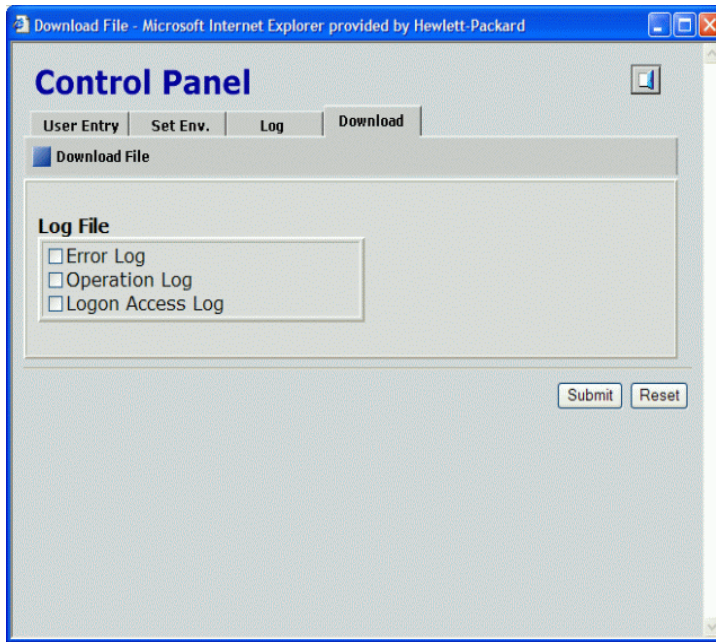 Download File - Microsoft Internet Explorer provided by Hewlett-Packard
Control Panel
User Entry Set Env. Log Download
Download File
Log File
Error Log
Operation Log
Logon Access Log
Submit Reset